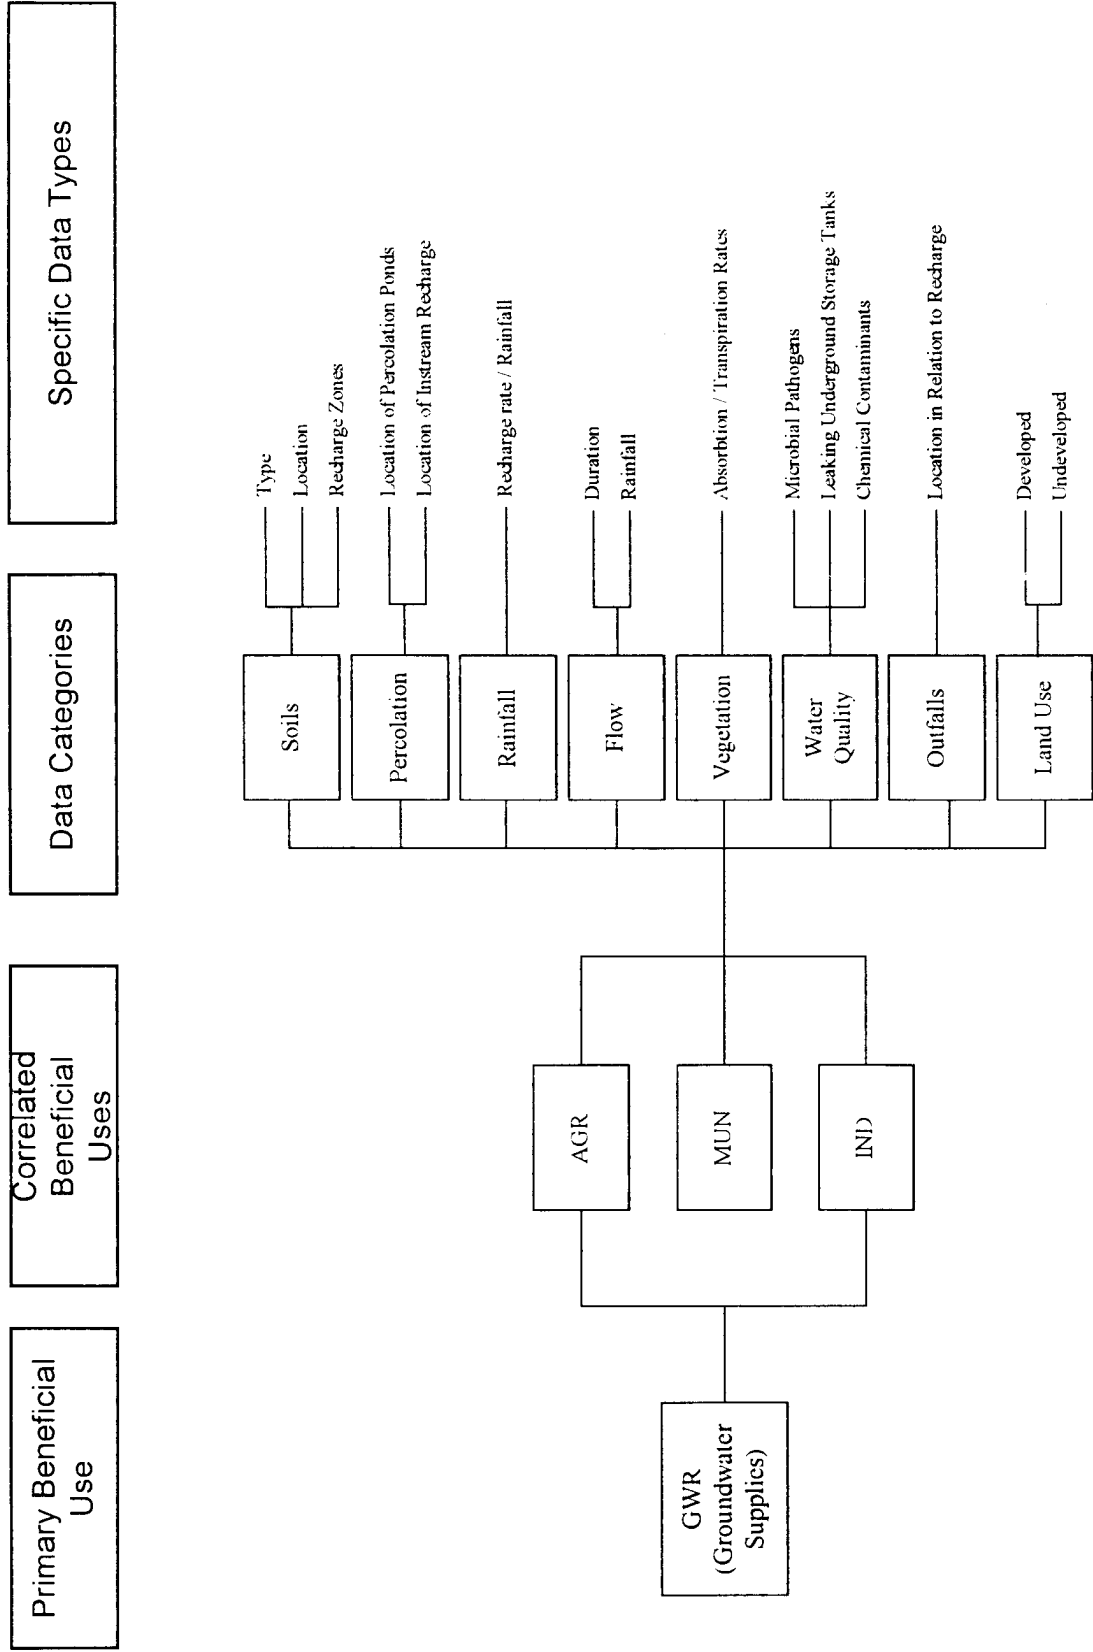 Primary Beneficial
Use
Correlated
Beneficial
Uses
Data Categories
Specific Data Types
GWR
(Groundwater
Supplies)
AGR
MUN
IND
Soils
Type
Location
Recharge Zones
Percolation
Location of Percolation Ponds
Location of Instream Recharge
Rainfall
Recharge rate / Rainfall
Flow
Duration
Rainfall
Vegetation
Absorbtion / Transpiration Rates
Water
Quality
Microbial Pathogens
Leaking Underground Storage Tanks
Chemical Contaminants
Outfalls
Location in Relation to Recharge
Land Use
Developed
Undeveloped